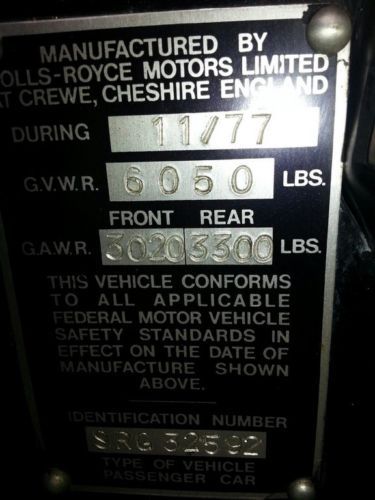 MANUFACTURED BY
OLLS-ROYCE MOTORS LIMITED
AT CREWE, CHESHIRE ENGLAND
DURING 11/77
G.V.W.R. 6050 LBS.
FRONT REAR
G.A.W.R. 3020 3300 LBS.
THIS VEHICLE CONFORMS
TO ALL APPLICABLE
FEDERAL MOTOR VEHICLE
SAFETY STANDARDS IN
EFFECT ON THE DATE OF
MANUFACTURE SHOWN
ABOVE.
IDENTIFICATION NUMBER
SRG 32592
TYPE OF VEHICLE
PASSENGER CAR